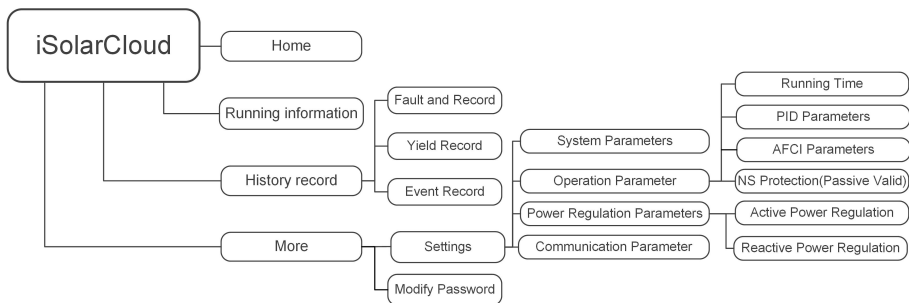 iSolarCloud
Home
Running information
History record
Fault and Record
Yield Record
Event Record
More
Settings
Modify Password
System Parameters
Operation Parameter
Power Regulation Parameters
Communication Parameter
Running Time
PID Parameters
AFCI Parameters
NS Protection(Passive Valid)
Active Power Regulation
Reactive Power Regulation